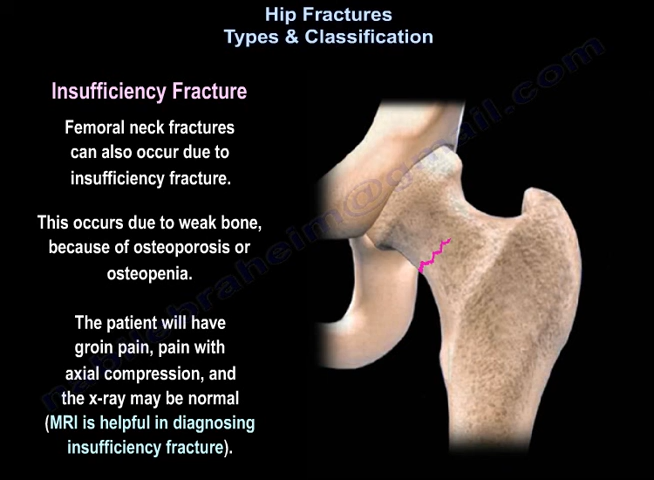 Hip Fractures
Types & Classification
Insufficiency Fracture
Femoral neck fractures
can also occur due to
insufficiency fracture.
This occurs due to weak bone,
because of osteoporosis or
osteopenia.
The patient will have
groin pain, pain with
axial compression, and
the x-ray may be normal
(MRI is helpful in diagnosing
insufficiency fracture).